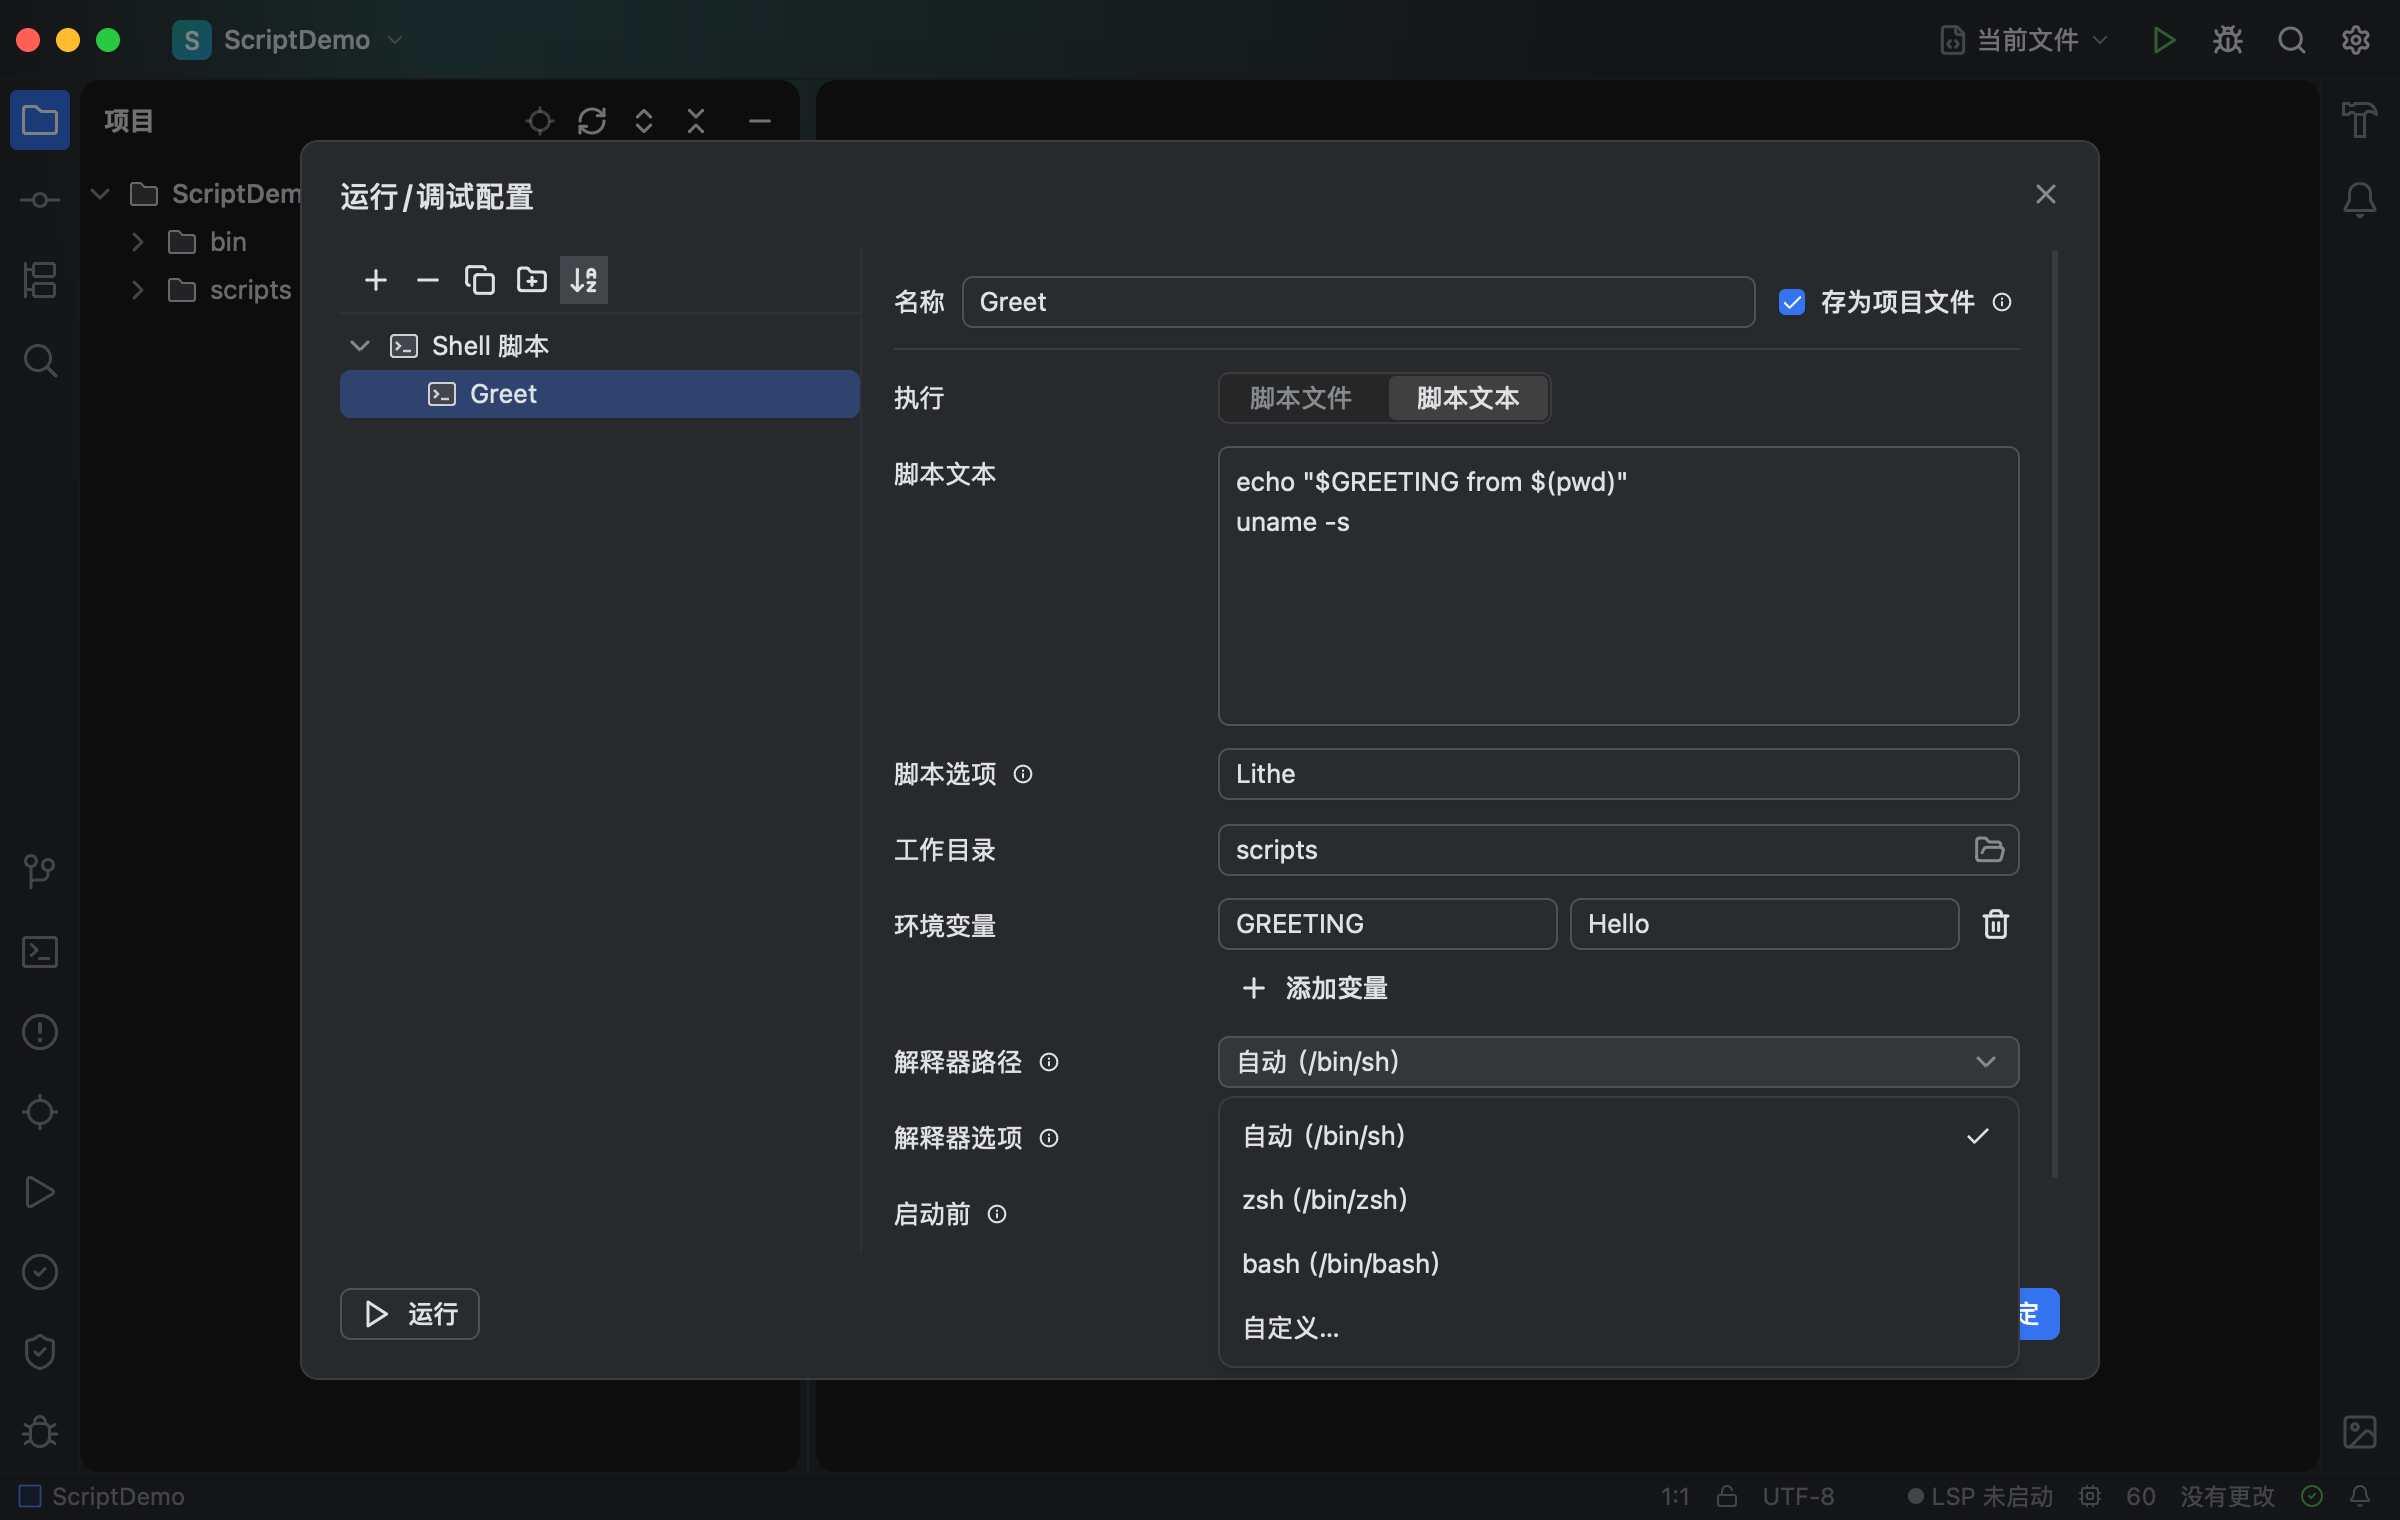 S ScriptDemo
当前文件
项目
ScriptDem
bin
scripts
运行/调试配置
Shell 脚本
Greet
名称
Greet
存为项目文件
执行
脚本文件
脚本文本
脚本文本
echo "$GREETING from $(pwd)"
uname -s
脚本选项
Lithe
工作目录
scripts
环境变量
GREETING
Hello
添加变量
解释器路径
自动 (/bin/sh)
自动 (/bin/sh)
zsh (/bin/zsh)
bash (/bin/bash)
自定义...
解释器选项
启动前
运行
定
ScriptDemo
1:1
UTF-8
LSP 未启动
60
没有更改